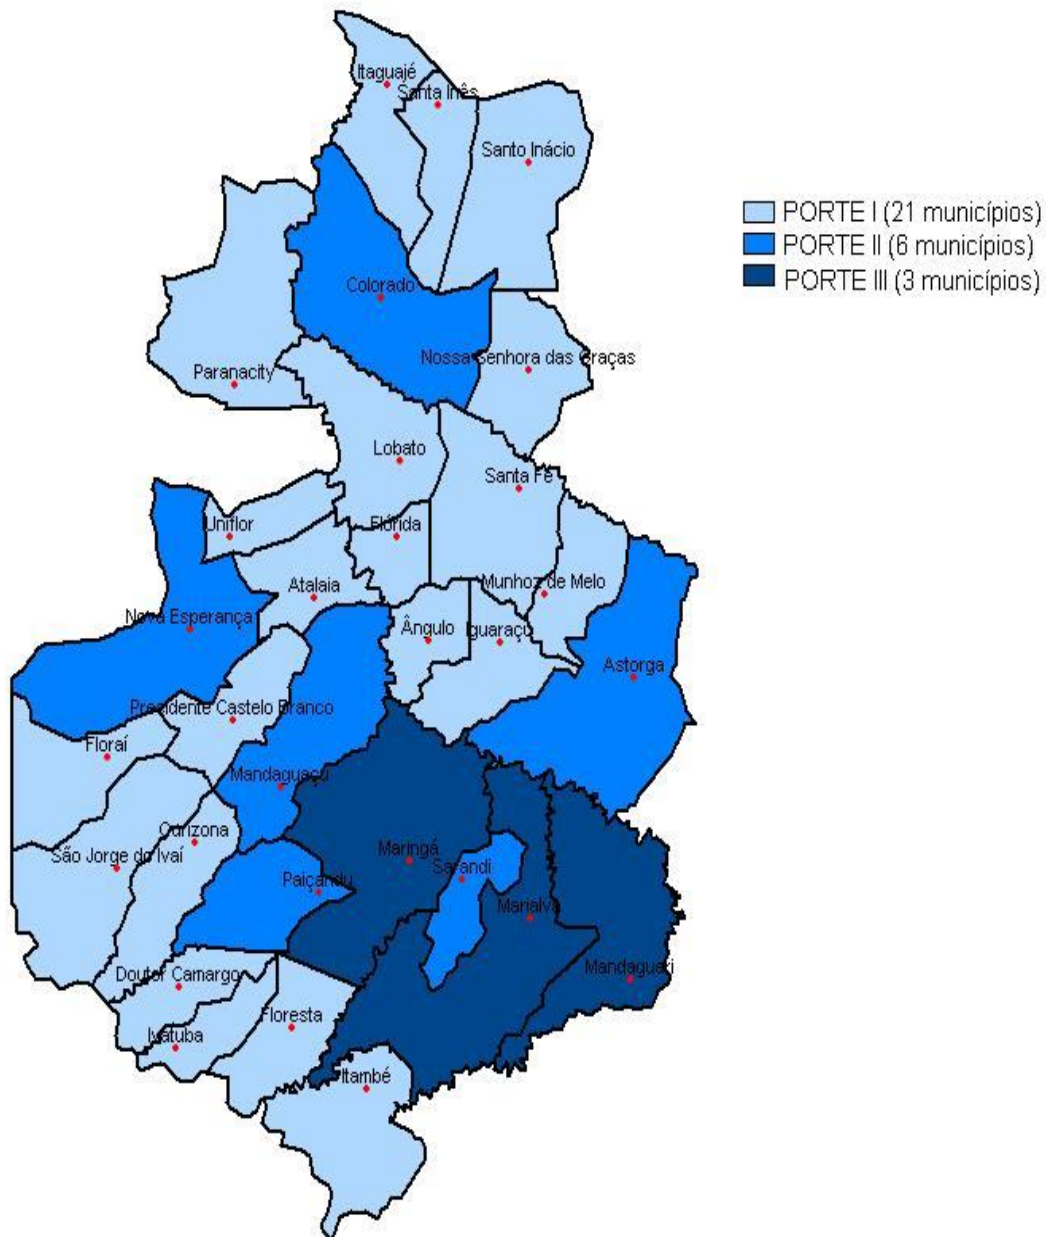 Itaguajé
Santa Inês
Santo Inácio
PORTE I (21 municípios)
PORTE II (6 municípios)
PORTE III (3 municípios)
Colorado
Nossa Senhora das Graças
Paranacity
Lobato
Santa Fé
Uniflor
Flórida
Atalaia
Munhoz de Melo
Nova Esperança
Ângulo
Iguaraçu
Astorga
Presidente Castelo Branco
Floraí
Mandaguaçu
Ourizona
São Jorge do Ivaí
Maringá
Sarandi
Paiçandu
Marialva
Doutor Camargo
Mandaguari
Floresta
Ivatuba
Itambé